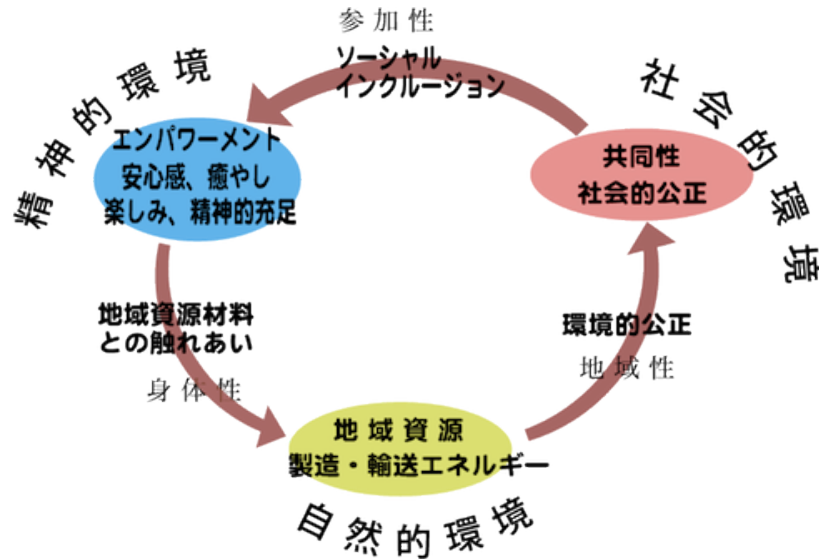 参加性
ソーシャル
インクルージョン
精神的環境
エンパワーメント
安心感、癒やし
楽しみ、精神的充足
社会的環境
共同性
社会的公正
地域資源材料
との触れあい
身体性
環境的公正
地域性
地域資源
製造・輸送エネルギー
自然的環境